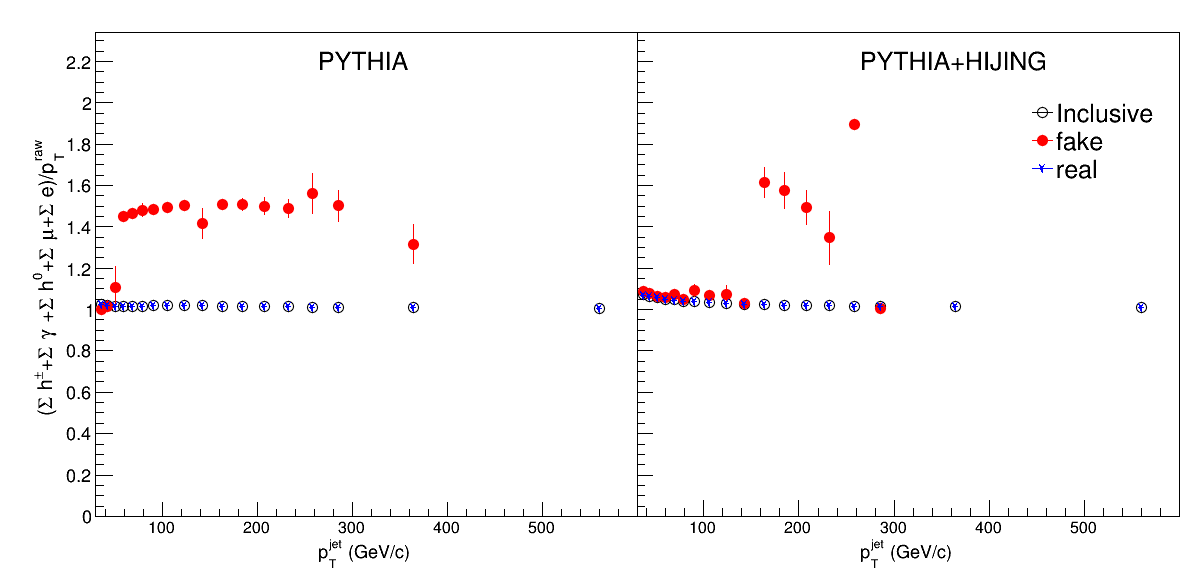 PYTHIA
PYTHIA+HIJING
Inclusive
fake
real
(Σ h± +Σ γ +Σ h0 +Σ μ+Σ e)/pTraw
2.2
2
1.8
1.6
1.4
1.2
1
0.8
0.6
0.4
0.2
0
100 200 300 400 500
100 200 300 400 500
pTjet (GeV/c)
pTjet (GeV/c)